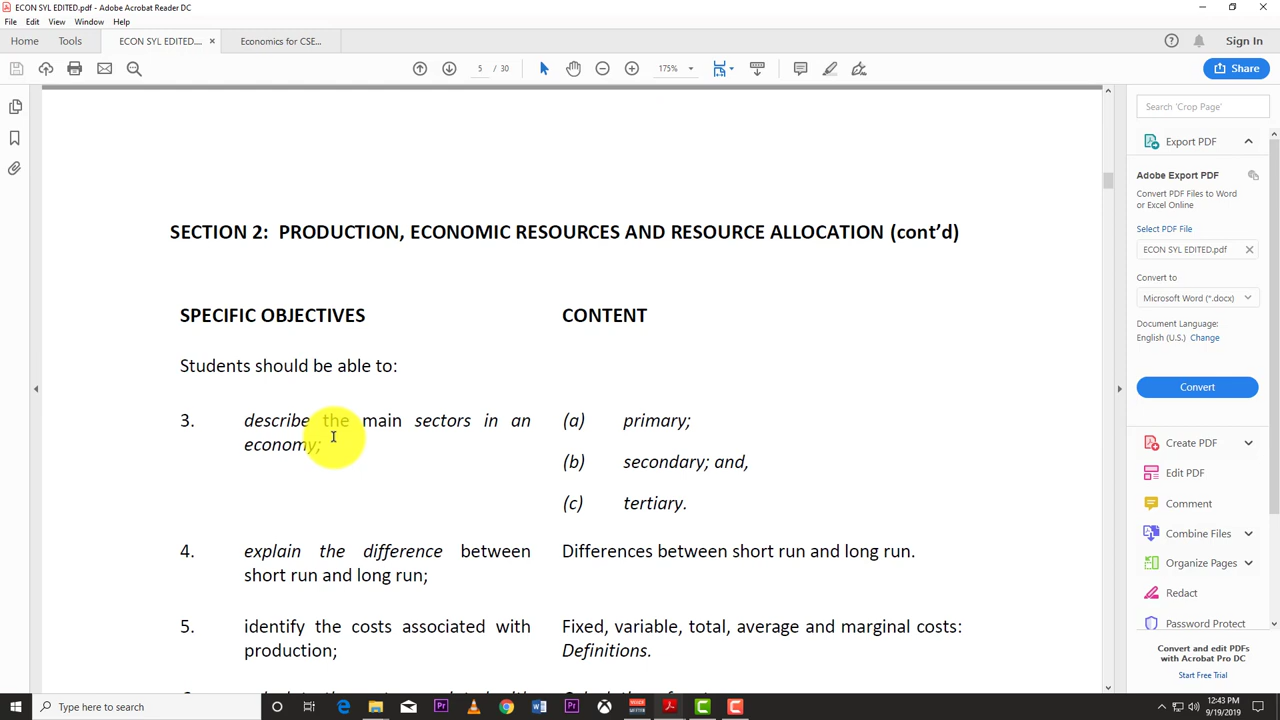 ECON SYL EDITED.pdf - Adobe Acrobat Reader DC
File Edit View Window Help
Home Tools ECON SYL EDITED.... × Economics for CSE... Sign In
5 / 30 175% Share
Search 'Crop Page'
Export PDF
Adobe Export PDF
Convert PDF Files to Word
or Excel Online
Select PDF File
ECON SYL EDITED.pdf
Convert to
Microsoft Word (*.docx)
Document Language:
English (U.S.) Change
Convert
Create PDF
Edit PDF
Comment
Combine Files
Organize Pages
Redact
Password Protect
Convert and edit PDFs
with Acrobat Pro DC
Start Free Trial
SECTION 2: PRODUCTION, ECONOMIC RESOURCES AND RESOURCE ALLOCATION (cont’d)
SPECIFIC OBJECTIVES CONTENT
Students should be able to:
3. describe the main sectors in an (a) primary;
economy;
(b) secondary; and,
(c) tertiary.
4. explain the difference between Differences between short run and long run.
short run and long run;
5. identify the costs associated with Fixed, variable, total, average and marginal costs:
production; Definitions.
Type here to search
12:43 PM
9/19/2019